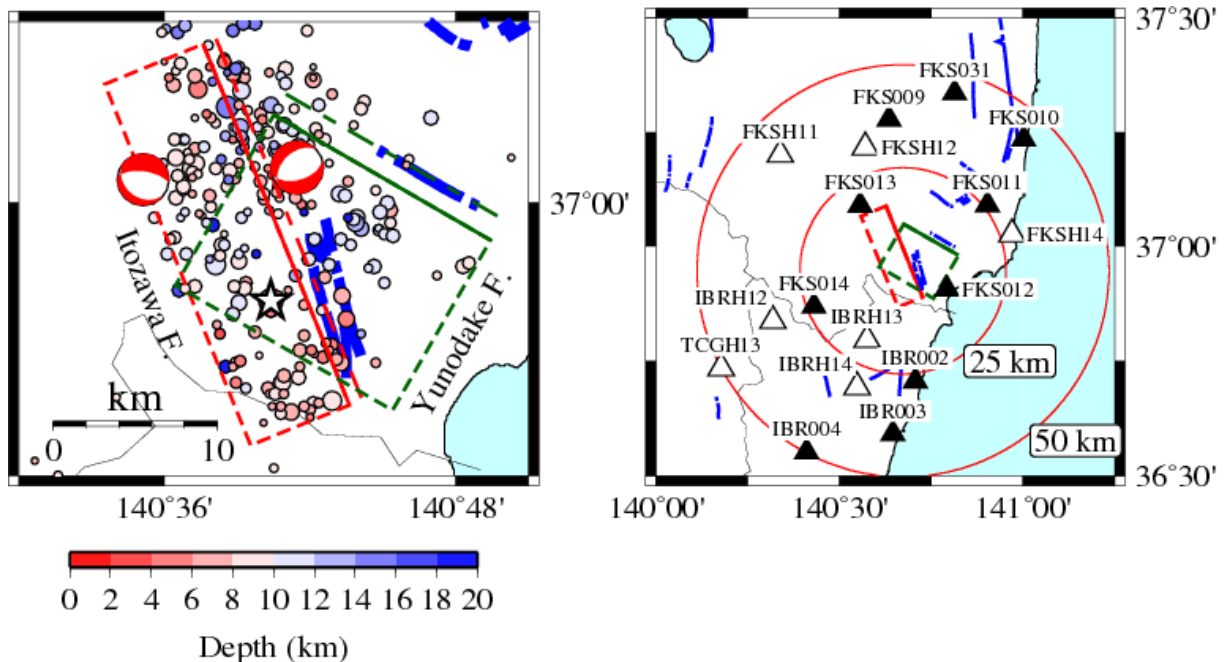 37°00'
Itozawa F.
Yunodake F.
km
0 10
140°36' 140°48'
0 2 4 6 8 10 12 14 16 18 20
Depth (km)
37°30'
FKS031
FKS009
FKS010
FKSH11
FKSH12
FKS013
FKS011
37°00'
FKSH14
FKS014
FKS012
IBRH12
IBRH13
TCGH13
IBRH14
IBR002
25 km
IBR003
IBR004
50 km
36°30'
140°00' 140°30' 141°00'